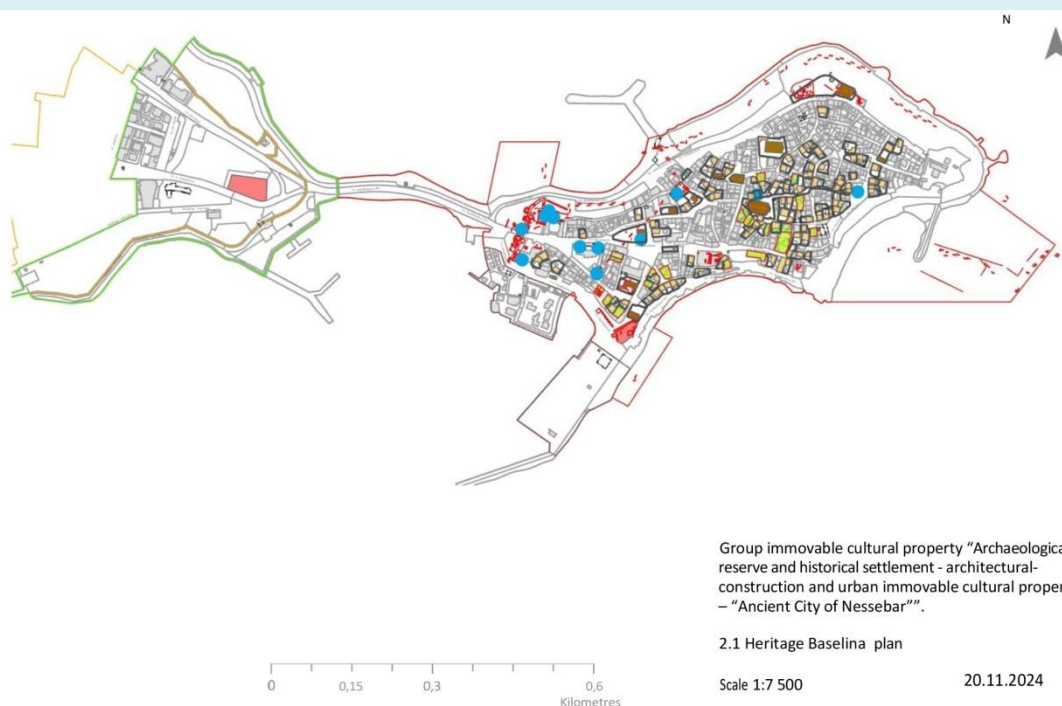 N
Group immovable cultural property “Archaeologica
reserve and historical settlement - architectural-
construction and urban immovable cultural proper
– “Ancient City of Nessebar””.
2.1 Heritage Baselina plan
Scale 1:7 500
20.11.2024
0
0,15
0,3
0,6
Kilometres